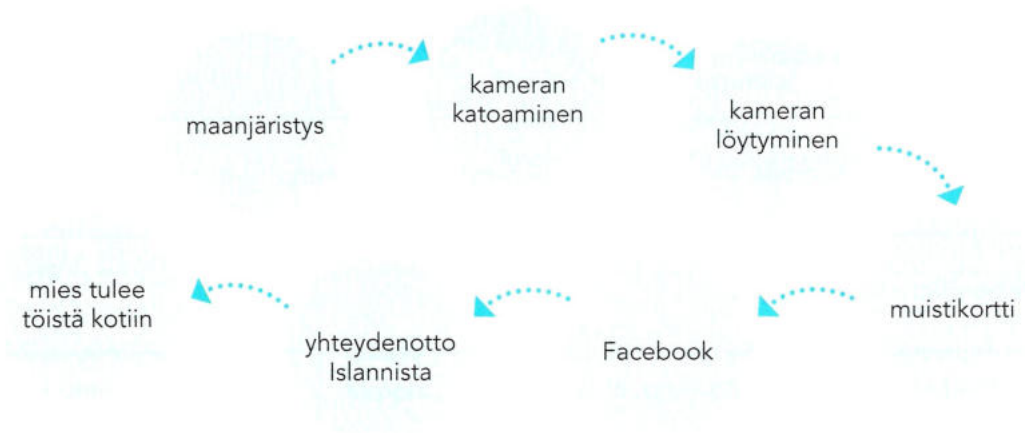 maanjäristys
kameran
katoaminen
kameran
löytyminen
muistikortti
Facebook
yhteydenotto
Islannista
mies tulee
töistä kotiin